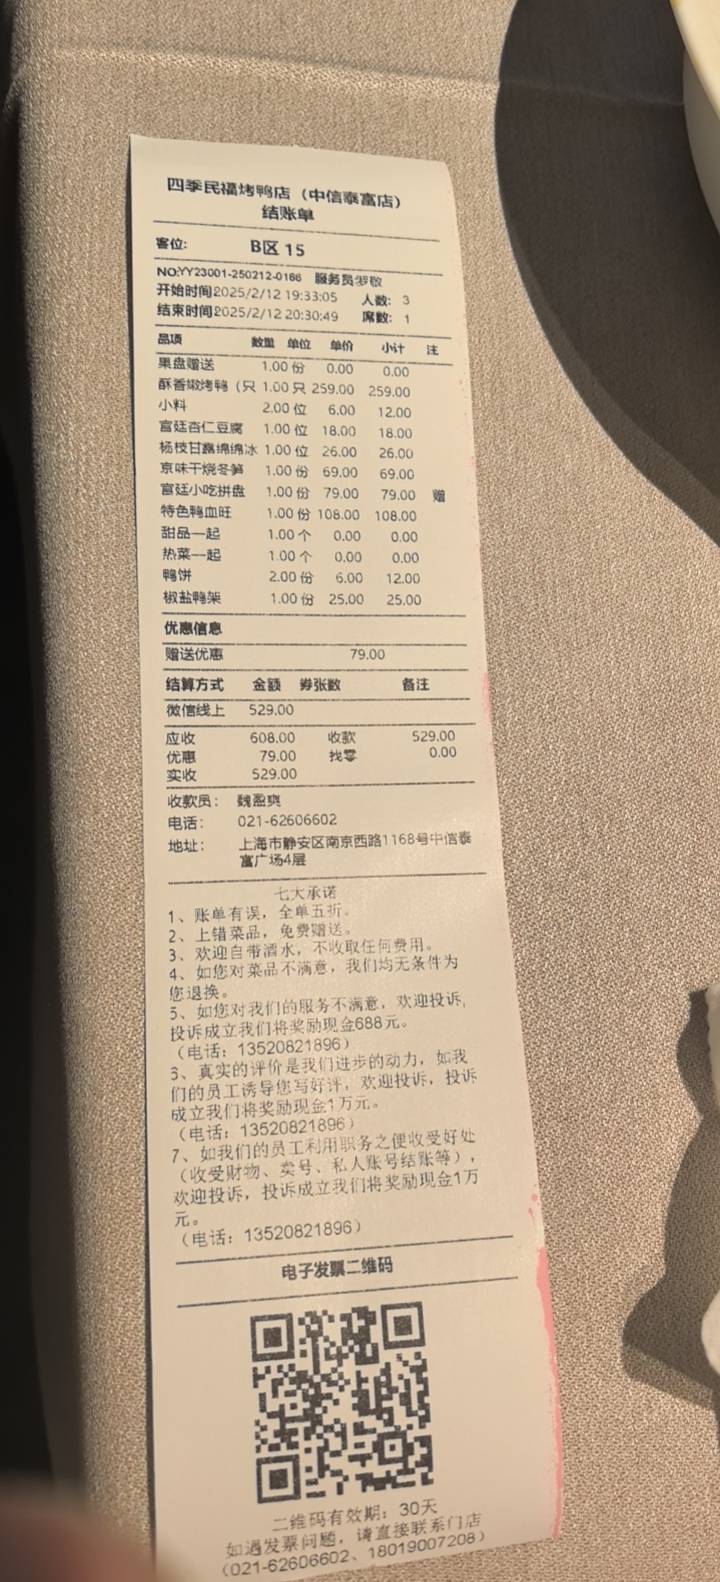 四季民福烤鸭店（中信泰富店）
结账单
客位： B区 15
NO:YY23001-250212-0166 服务员:罗敬
开始时间2025/2/12 19:33:05 人数： 3
结束时间2025/2/12 20:30:49 席数： 1
品项 数量 单位 单价 小计 注
果盘赠送 1.00 份 0.00 0.00
酥香嫩烤鸭（只 1.00 只 259.00 259.00
小料 2.00 位 6.00 12.00
宫廷杏仁豆腐 1.00 位 18.00 18.00
杨枝甘露绵绵冰 1.00 位 26.00 26.00
京味干烧冬笋 1.00 份 69.00 69.00
宫廷小吃拼盘 1.00 份 79.00 79.00 赠
特色鸭血旺 1.00 份 108.00 108.00
甜品一起 1.00 个 0.00 0.00
热菜一起 1.00 个 0.00 0.00
鸭饼 2.00 份 6.00 12.00
椒盐鸭架 1.00 份 25.00 25.00
优惠信息
赠送优惠 79.00
结算方式 金额 券张数 备注
微信线上 529.00
应收 608.00 收款 529.00
优惠 79.00 找零 0.00
实收 529.00
收款员： 魏盈爽
电话： 021-62606602
地址： 上海市静安区南京西路1168号中信泰
富广场4层
七大承诺
1、账单有误，全单五折。
2、上错菜品，免费赠送。
3、欢迎自带酒水，不收取任何费用。
4、如您对菜品不满意，我们均无条件为
您退换。
5、如您对我们的服务不满意，欢迎投诉，
投诉成立我们将奖励现金688元。
（电话：13520821896）
3、真实的评价是我们进步的动力，如我
们的员工诱导您写好评，欢迎投诉，投诉
成立我们将奖励现金1万元。
（电话：13520821896）
7、如我们的员工利用职务之便收受好处
（收受财物、卖号、私人账号结账等），
欢迎投诉，投诉成立我们将奖励现金1万
元。
（电话：13520821896）
电子发票二维码
二维码有效期：30天
如遇发票问题，请直接联系门店
（021-62606602、18019007208）